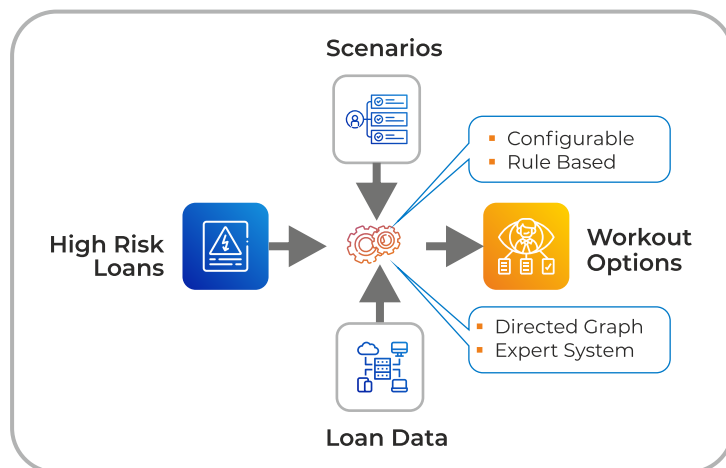 Scenarios
▪ Configurable
▪ Rule Based
High Risk
Loans
Workout
Options
▪ Directed Graph
▪ Expert System
Loan Data